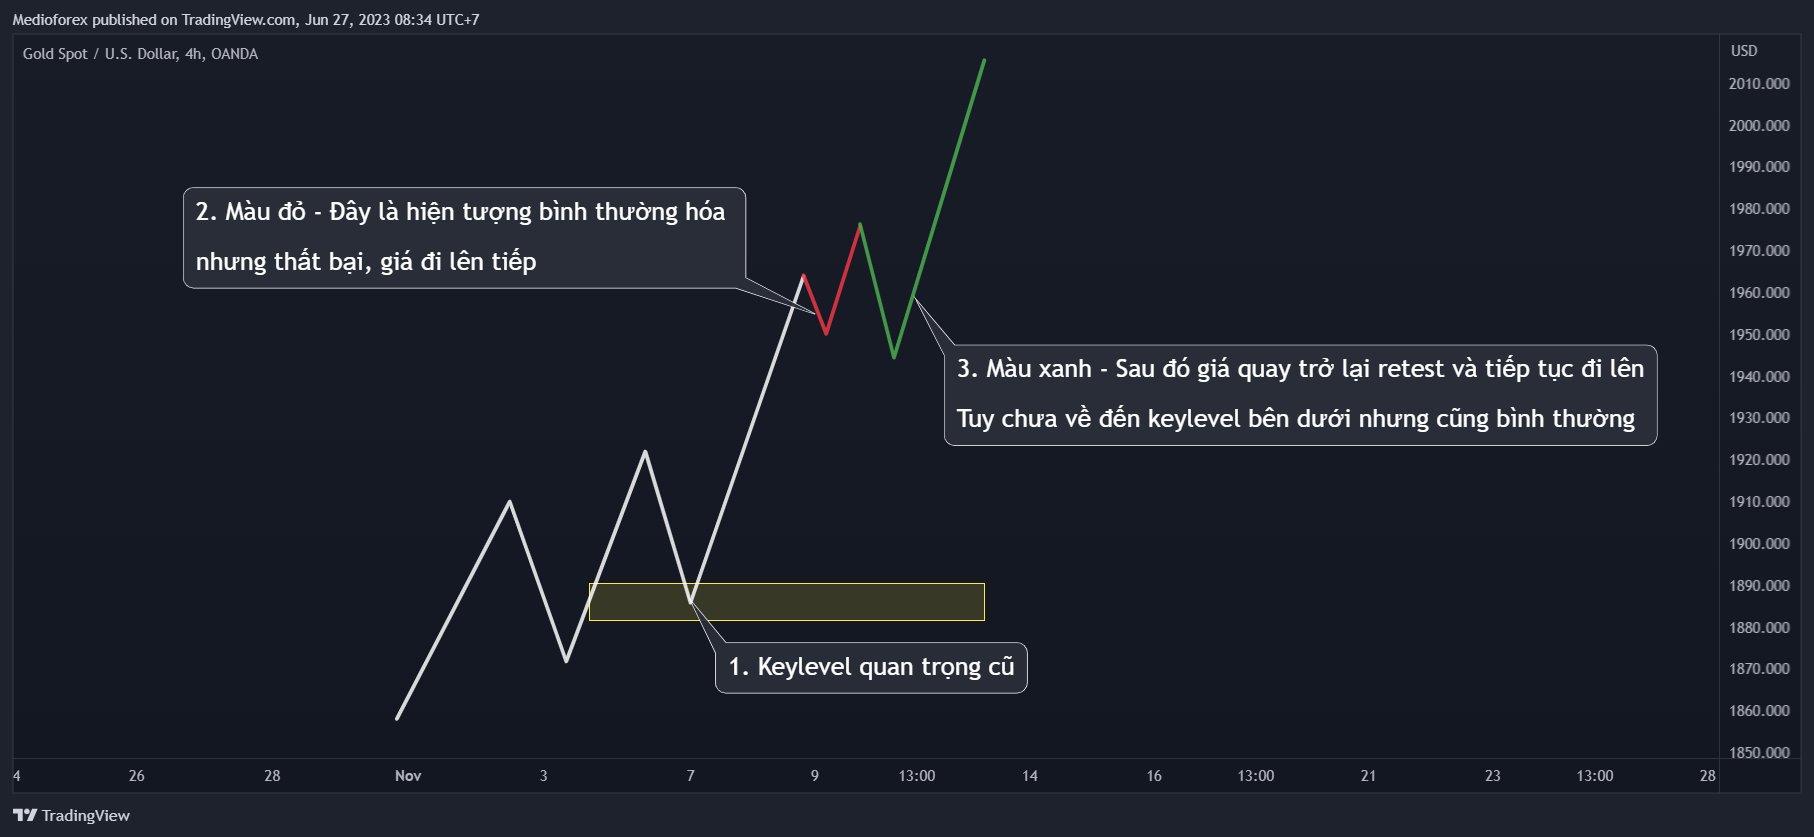 Medioforex published on TradingView.com, Jun 27, 2023 08:34 UTC+7
Gold Spot / U.S. Dollar, 4h, OANDA
USD
2010.000
2000.000
1990.000
1980.000
1970.000
1960.000
1950.000
1940.000
1930.000
1920.000
1910.000
1900.000
1890.000
1880.000
1870.000
1860.000
1850.000
2. Màu đỏ - Đây là hiện tượng bình thường hóa
nhưng thất bại, giá đi lên tiếp
3. Màu xanh - Sau đó giá quay trở lại retest và tiếp tục đi lên
Tuy chưa về đến keylevel bên dưới nhưng cũng bình thường
1. Keylevel quan trọng cũ
4 26 28 Nov 3 7 9 13:00 14 16 13:00 21 23 13:00 28
TradingView